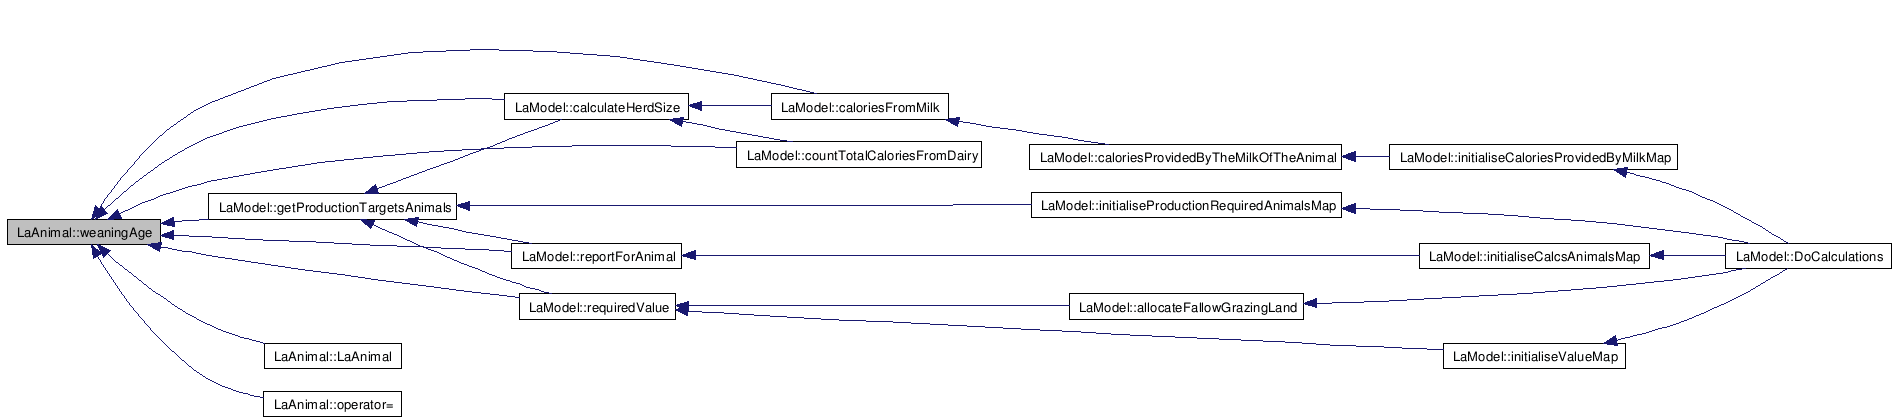 LaModel::calculateHerdSize
LaModel::caloriesFromMilk
LaModel::countTotalCaloriesFromDairy
LaModel::caloriesProvidedByTheMilkOfTheAnimal
LaModel::initialiseCaloriesProvidedByMilkMap
LaModel::getProductionTargetsAnimals
LaModel::initialiseProductionRequiredAnimalsMap
LaAnimal::weaningAge
LaModel::reportForAnimal
LaModel::initialiseCalcsAnimalsMap
LaModel::DoCalculations
LaModel::requiredValue
LaModel::allocateFallowGrazingLand
LaAnimal::LaAnimal
LaModel::initialiseValueMap
LaAnimal::operator=